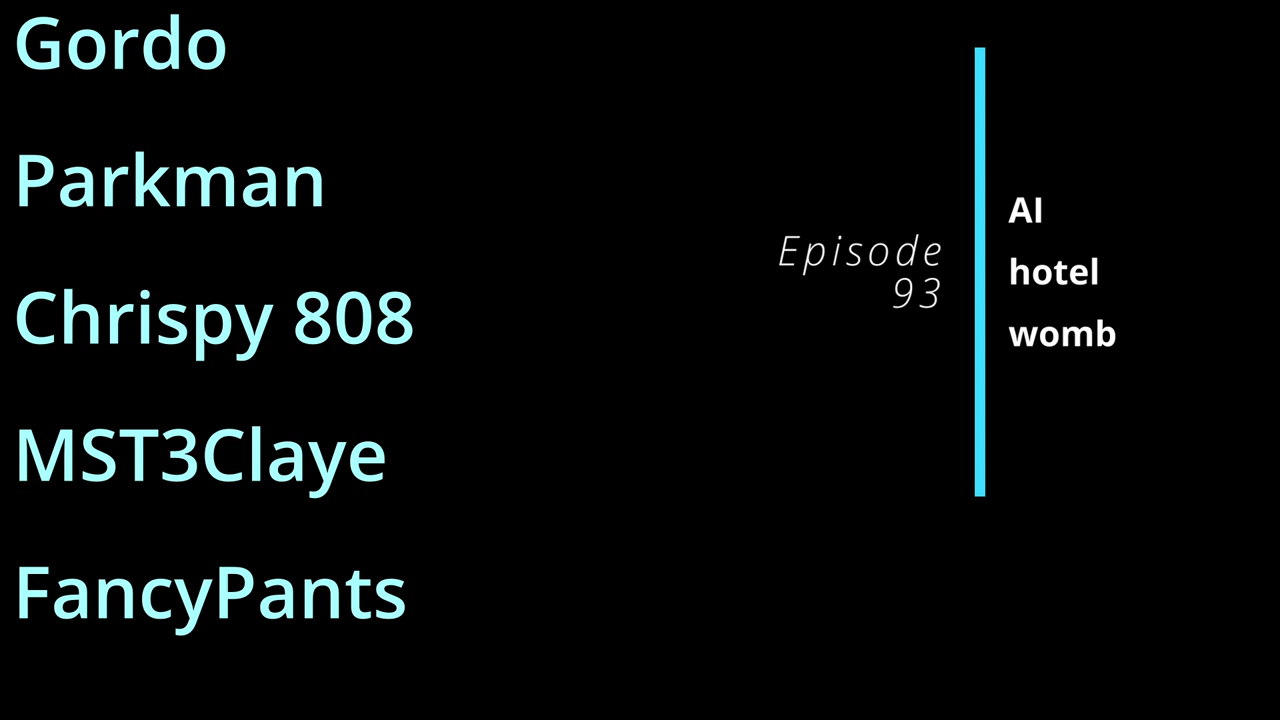 Gordo
Parkman
Chrispy 808
MST3Claye
FancyPants
Episode
93
AI
hotel
womb